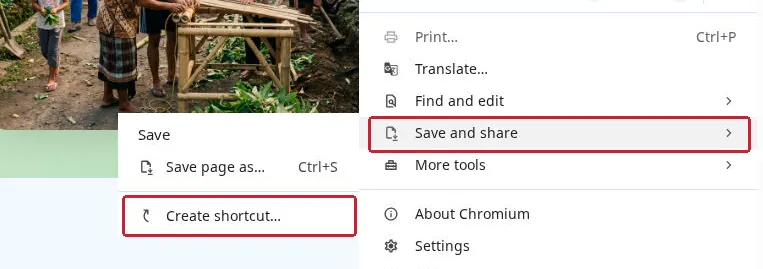 Print... Ctrl+P
Translate...
Find and edit
Save and share
More tools
About Chromium
Settings
Save
Save page as... Ctrl+S
Create shortcut...